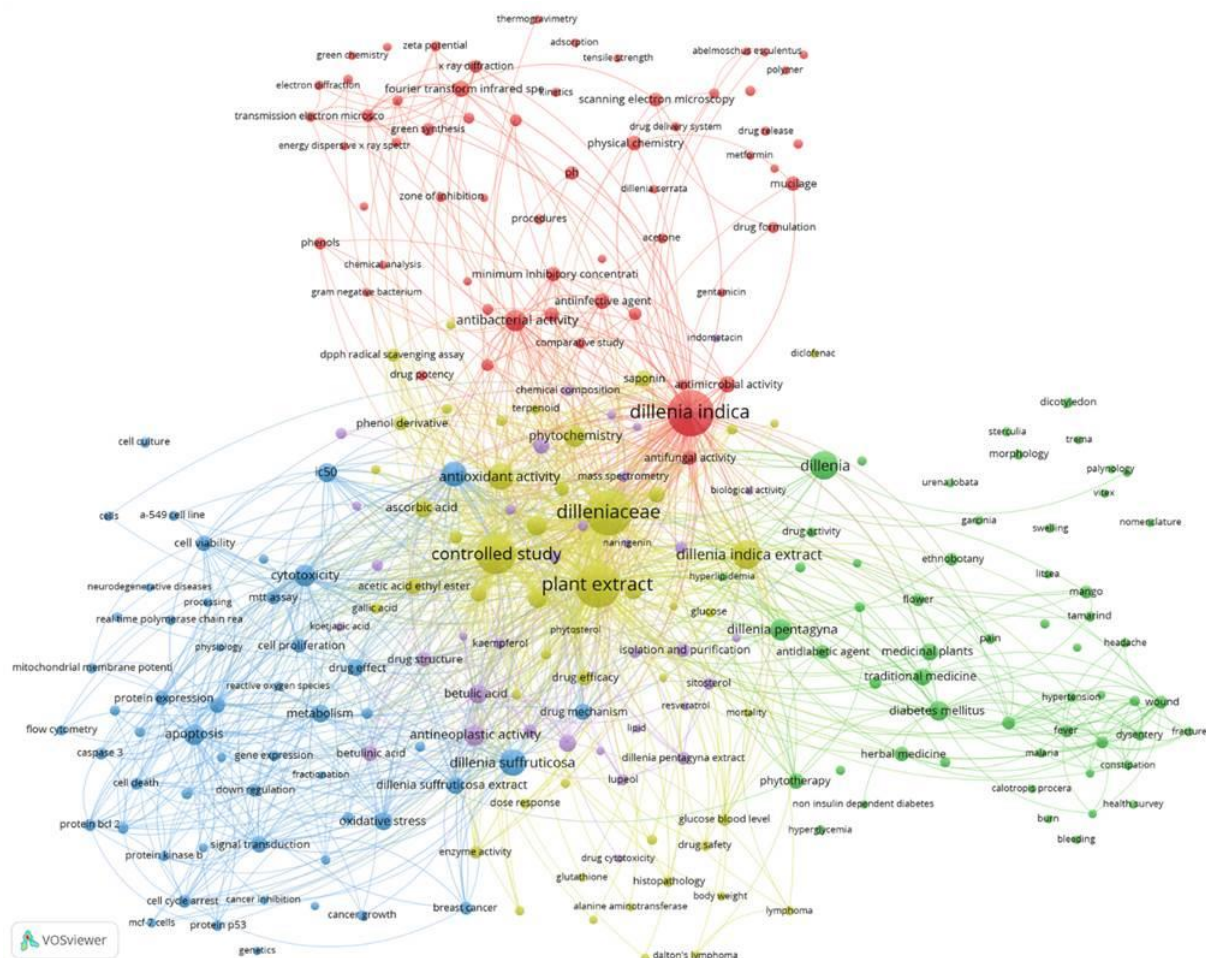 thermogravimetry
zeta potential
adsorption
green chemistry
tensile strength
abelmoschus esculentus
x ray diffraction
polymer
electron diffraction
fourier transform infrared spe
kinetics
scanning electron microscopy
transmission electron microsco
green synthesis
drug delivery system
drug release
energy dispersive x ray spectr
physical chemistry
metformin
ph
mucilage
zone of inhibition
dillenia serrata
procedures
drug formulation
phenols
acetone
chemical analysis
minimum inhibitory concentrati
gram negative bacterium
antiinfective agent
gentamicin
antibacterial activity
indometacin
comparative study
dpph radical scavenging assay
diclofenac
drug potency
saponin
antimicrobial activity
chemical composition
dicotyledon
terpenoid
dillenia indica
phenol derivative
phytochemistry
sterculia
trema
cell culture
morphology
antifungal activity
ic50
dillenia
palynology
antioxidant activity
mass spectrometry
urena lobata
vitex
biological activity
ascorbic acid
dilleniaceae
cells
a-549 cell line
garcinia
nomenclature
swelling
drug activity
cell viability
naringenin
controlled study
dillenia indica extract
ethnobotany
cytotoxicity
hyperlipidemia
litsea
neurodegenerative diseases
acetic acid ethyl ester
plant extract
mango
processing
mtt assay
flower
gallic acid
glucose
real time polymerase chain rea
koetjapic acid
tamarind
phytosterol
dillenia pentagyna
pain
physiology
cell proliferation
kaempferol
headache
isolation and purification
antidiabetic agent
medicinal plants
mitochondrial membrane potenti
drug effect
drug structure
drug efficacy
traditional medicine
reactive oxygen species
sitosterol
protein expression
betulic acid
hypertension
wound
resveratrol
metabolism
drug mechanism
mortality
diabetes mellitus
flow cytometry
apoptosis
antineoplastic activity
fever
dysentery
fracture
lipid
caspase 3
gene expression
betulinic acid
malaria
herbal medicine
dillenia pentagyna extract
dillenia suffruticosa
constipation
cell death
fractionation
lupeol
phytotherapy
down regulation
dillenia suffruticosa extract
calotropis procera
dose response
non insulin dependent diabetes
health survey
protein bcl 2
oxidative stress
glucose blood level
burn
hyperglycemia
signal transduction
drug safety
bleeding
protein kinase b
enzyme activity
drug cytotoxicity
glutathione
histopathology
cell cycle arrest
cancer inhibition
body weight
alanine aminotransferase
lymphoma
mcf 7 cells
protein p53
cancer growth
breast cancer
genetics
dalton's lymphoma
VOSviewer